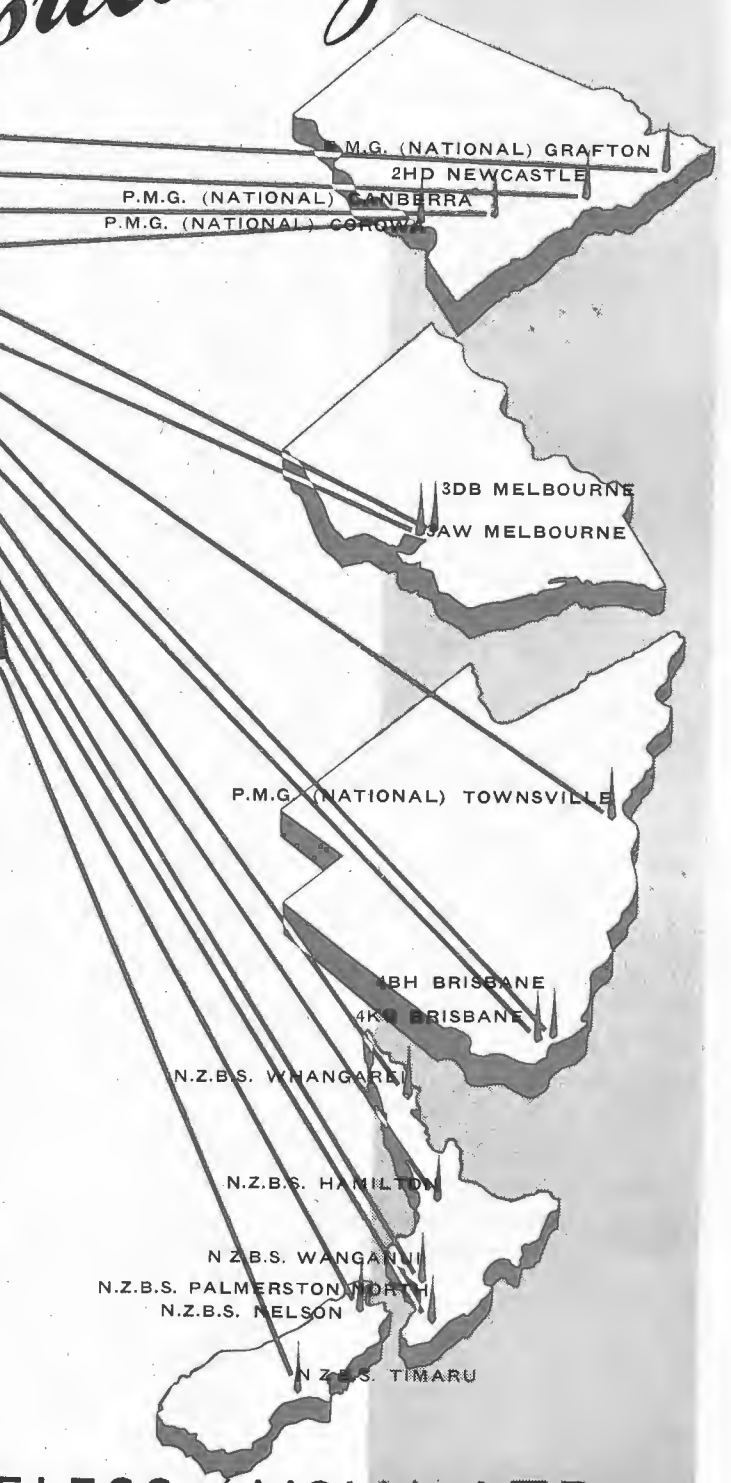 P.M.G. (NATIONAL) GRAFTON
2HD NEWCASTLE
P.M.G. (NATIONAL) CANBERRA
P.M.G. (NATIONAL) COROWA
3DB MELBOURNE
3AW MELBOURNE
P.M.G. (NATIONAL) TOWNSVILLE
4BH BRISBANE
BRISBANE
N.Z.B.S. WHANGAREI
N.Z.B.S. HAMILTON
N.Z.B.S. WANGANUI
N.Z.B.S. PALMERSTON NORTH
N.Z.B.S. NELSON
N.Z.B.S. TIMARU